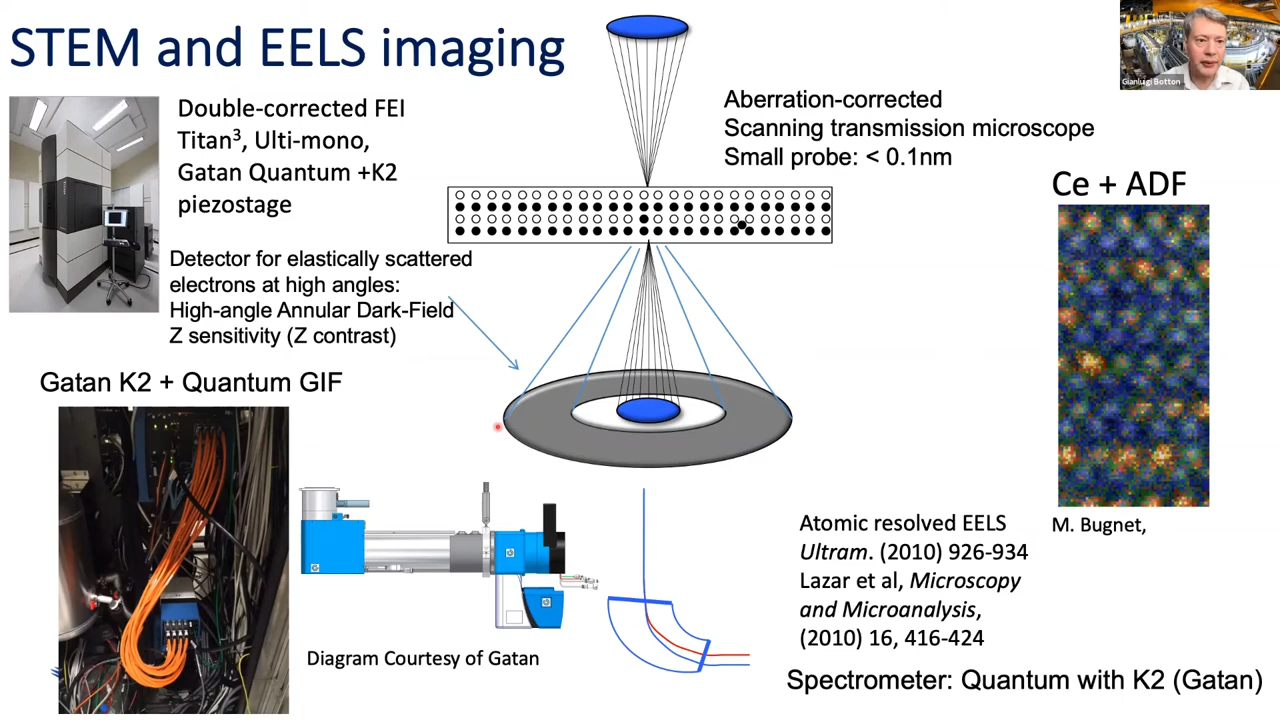 STEM and EELS imaging
Double-corrected FEI
Titan³, Ulti-mono,
Gatan Quantum +K2
piezostage
Detector for elastically scattered
electrons at high angles:
High-angle Annular Dark-Field
Z sensitivity (Z contrast)
Gatan K2 + Quantum GIF
Diagram Courtesy of Gatan
Aberration-corrected
Scanning transmission microscope
Small probe: < 0.1nm
Gianluigi Botton
Ce + ADF
M. Bugnet,
Atomic resolved EELS
Ultram. (2010) 926-934
Lazar et al, Microscopy
and Microanalysis,
(2010) 16, 416-424
Spectrometer: Quantum with K2 (Gatan)